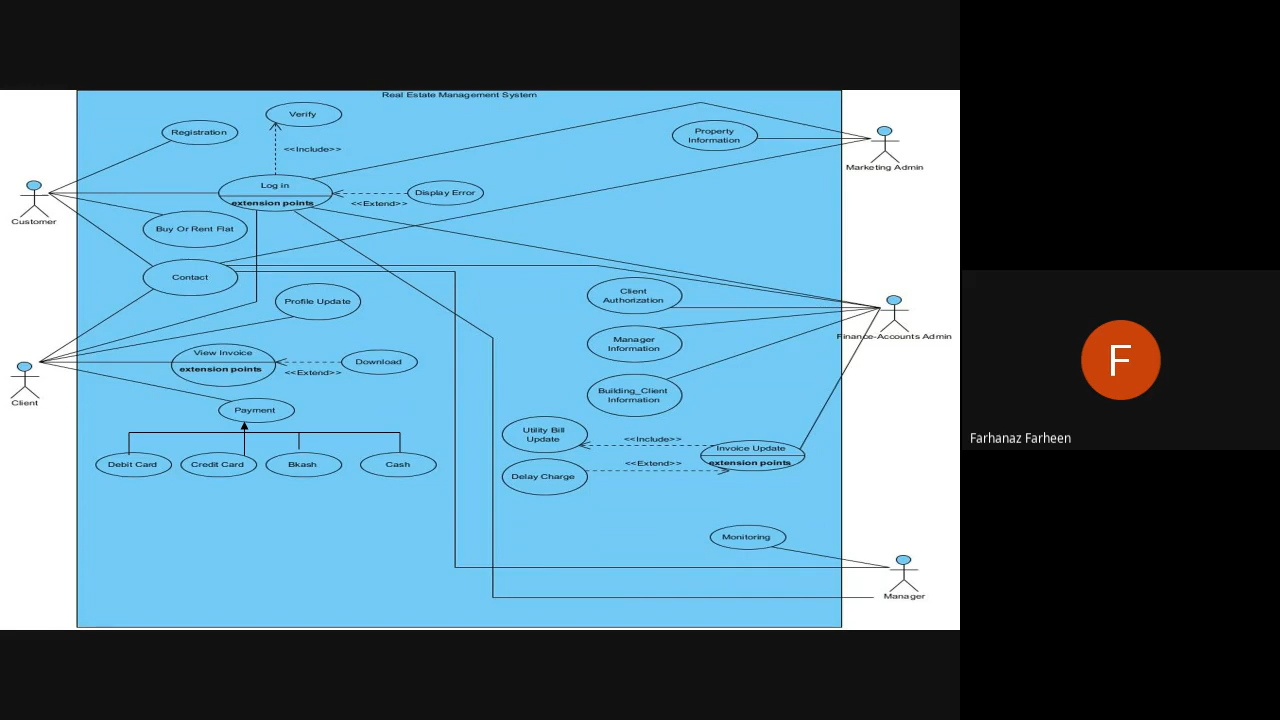 Real Estate Management System
Verify
Registration
<<Include>>
Property
Information
Marketing Admin
Log in
extension points
Display Error
<<Extend>>
Customer
Buy Or Rent Flat
Contact
Profile Update
Client
Authorization
Finance-Accounts Admin
Manager
Information
View Invoice
extension points
Download
<<Extend>>
Client
Building_Client
Information
Payment
Utility Bill
Update
<<Include>>
Invoice Update
extension points
<<Extend>>
Delay Charge
Debit Card
Credit Card
Bkash
Cash
Monitoring
Manager
F
Farhanaz Farheen